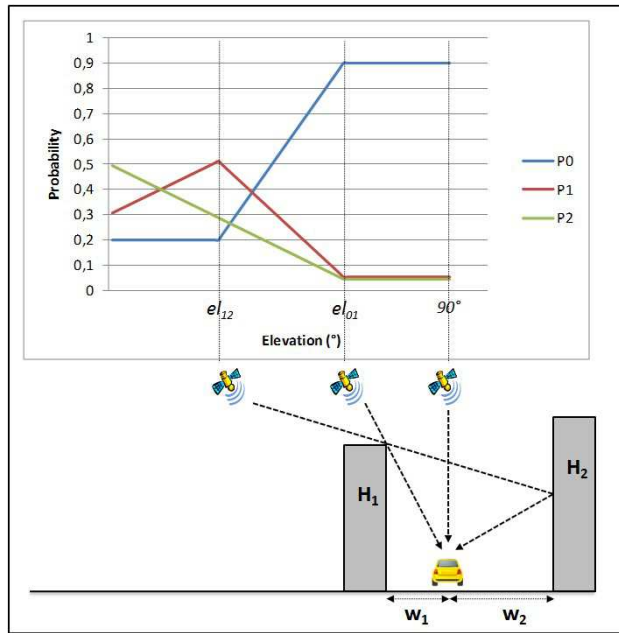 1
0,9
0,8
0,7
0,6
0,5
0,4
0,3
0,2
0,1
0
Probability
el12
el01
90°
Elevation (°)
P0
P1
P2
H1
H2
w1
w2